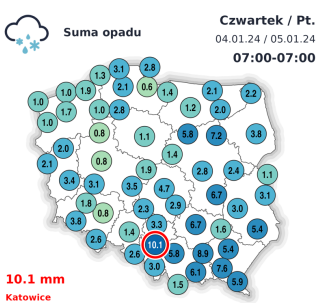 Suma opadu
Czwartek / Pt.
04.01.24 / 05.01.24
07:00-07:00
3.1 2.8
1.3
1.0 1.9 2.1 0.6 1.4 2.1 2.2
1.0
1.7 1.0 2.8 1.2 2.0
1.0
0.8 1.1 5.8 7.2 3.8
2.0
2.1 0.8 1.4
1.9 2.8 2.4 1.1
3.4 3.1 3.5 4.7
6.7 3.1
1.8 0.8 2.3 2.9 3.0
3.8 3.3 6.7 1.6 5.4
2.6 1.4
10.1 5.4
2.6 5.8 8.9
3.0 6.1 7.6
1.5 5.9
10.1 mm
Katowice